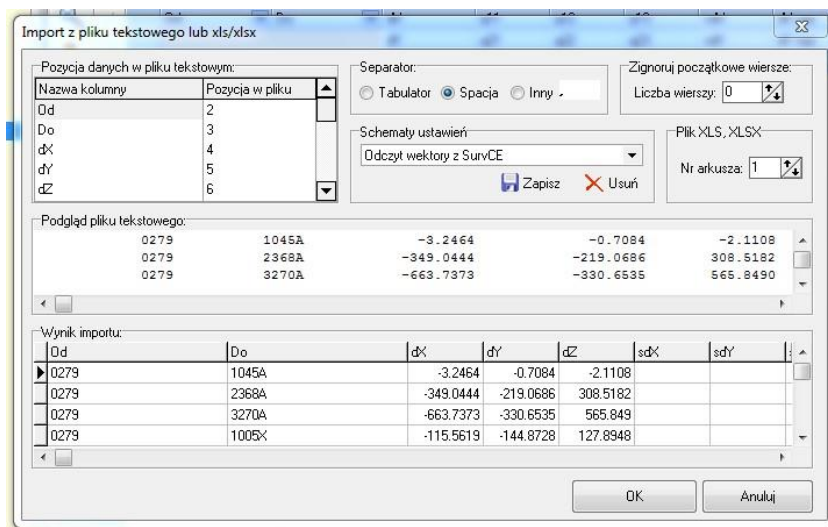 Import z pliku tekstowego lub xls/xlsx
Pozycja danych w pliku tekstowym:
Nazwa kolumny Pozycja w pliku
Od 2
Do 3
dX 4
dY 5
dZ 6
Separator:
Tabulator Spacja Inny -
Zignoruj początkowe wiersze:
Liczba wierszy: 0
Schematy ustawień
Odczyt wektory z SurvCE
Zapisz Usuń
Plik XLS, XLSX
Nr arkusza: 1
Podgląd pliku tekstowego:
0279 1045A -3.2464 -0.7084 -2.1108
0279 2368A -349.0444 -219.0686 308.5182
0279 3270A -663.7373 -330.6535 565.8490
Wynik importu:
Od Do dX dY dZ sdX sdY
0279 1045A -3.2464 -0.7084 -2.1108
0279 2368A -349.0444 -219.0686 308.5182
0279 3270A -663.7373 -330.6535 565.849
0279 1005X -115.5619 -144.8728 127.8948
OK Anuluj